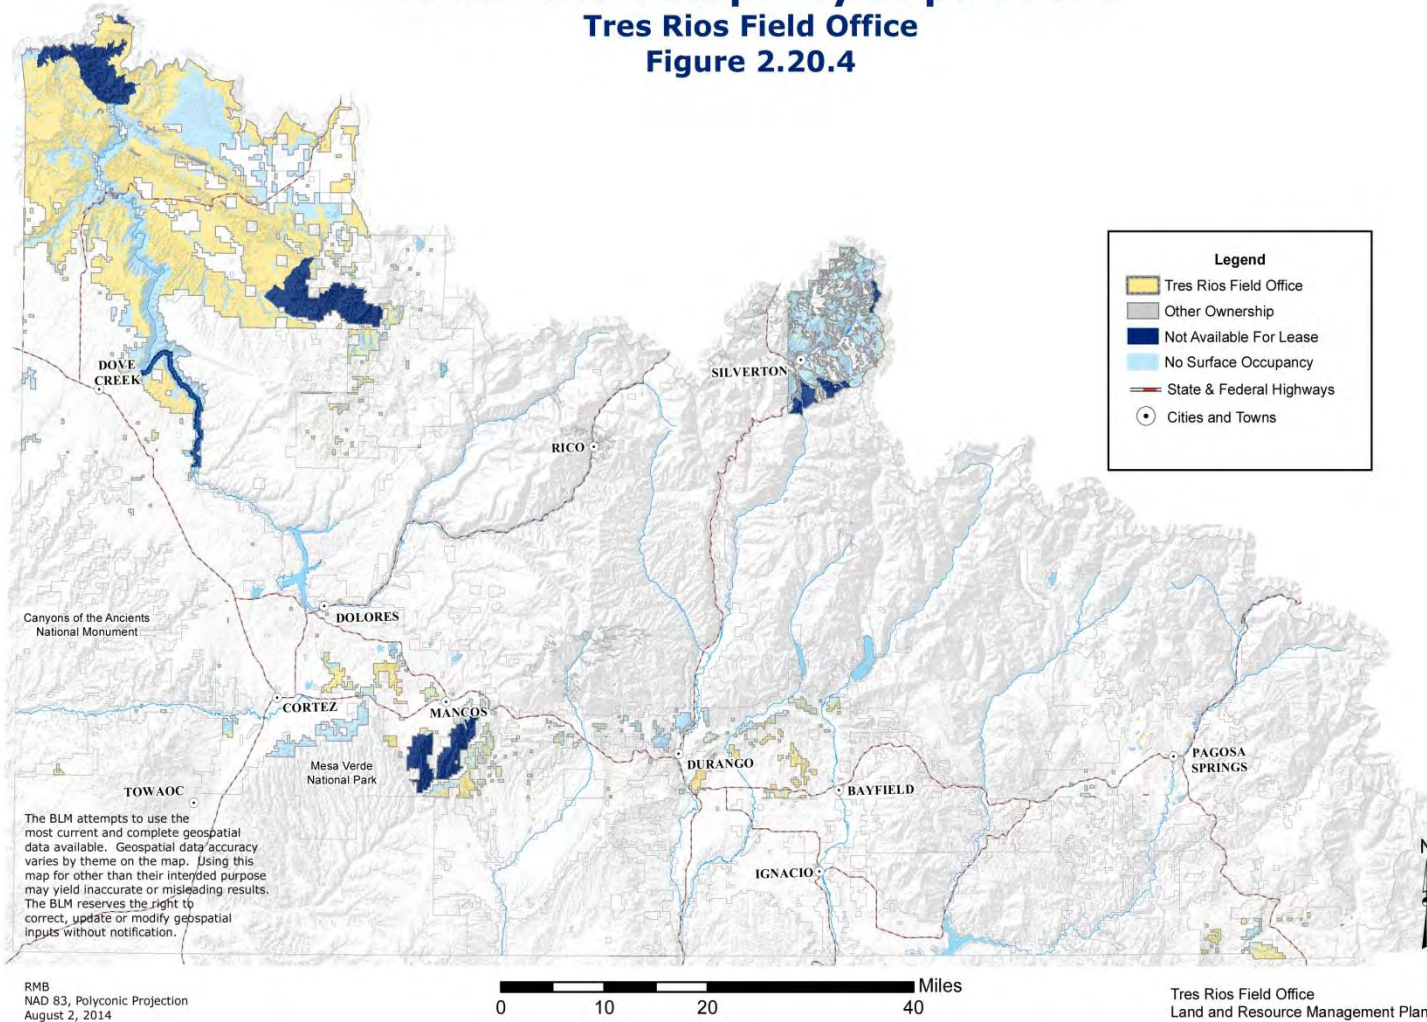 Tres Rios Field Office
Figure 2.20.4
Legend
Tres Rios Field Office
Other Ownership
Not Available For Lease
No Surface Occupancy
State & Federal Highways
Cities and Towns
DOVE
CREEK
SILVERTON
RICO
DOLORES
Canyons of the Ancients
National Monument
CORTEZ
MANCOS
Mesa Verde
National Park
DURANGO
PAGOSA
SPRINGS
TOWAOC
BAYFIELD
IGNACIO
The BLM attempts to use the
most current and complete geospatial
data available. Geospatial data accuracy
varies by theme on the map. Using this
map for other than their intended purpose
may yield inaccurate or misleading results.
The BLM reserves the right to
correct, update or modify geospatial
inputs without notification.
N
RMB
NAD 83, Polyconic Projection
August 2, 2014
Miles
0 10 20 40
Tres Rios Field Office
Land and Resource Management Plan